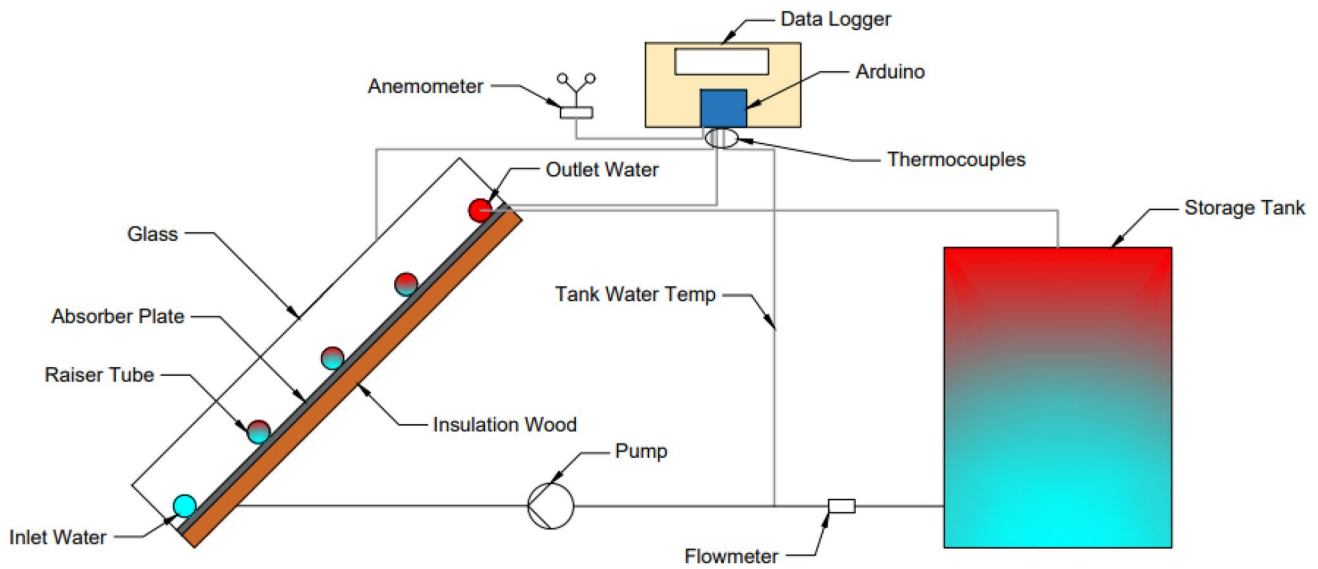 Data Logger
Arduino
Anemometer
Thermocouples
Outlet Water
Storage Tank
Glass
Tank Water Temp
Absorber Plate
Raiser Tube
Insulation Wood
Pump
Inlet Water
Flowmeter